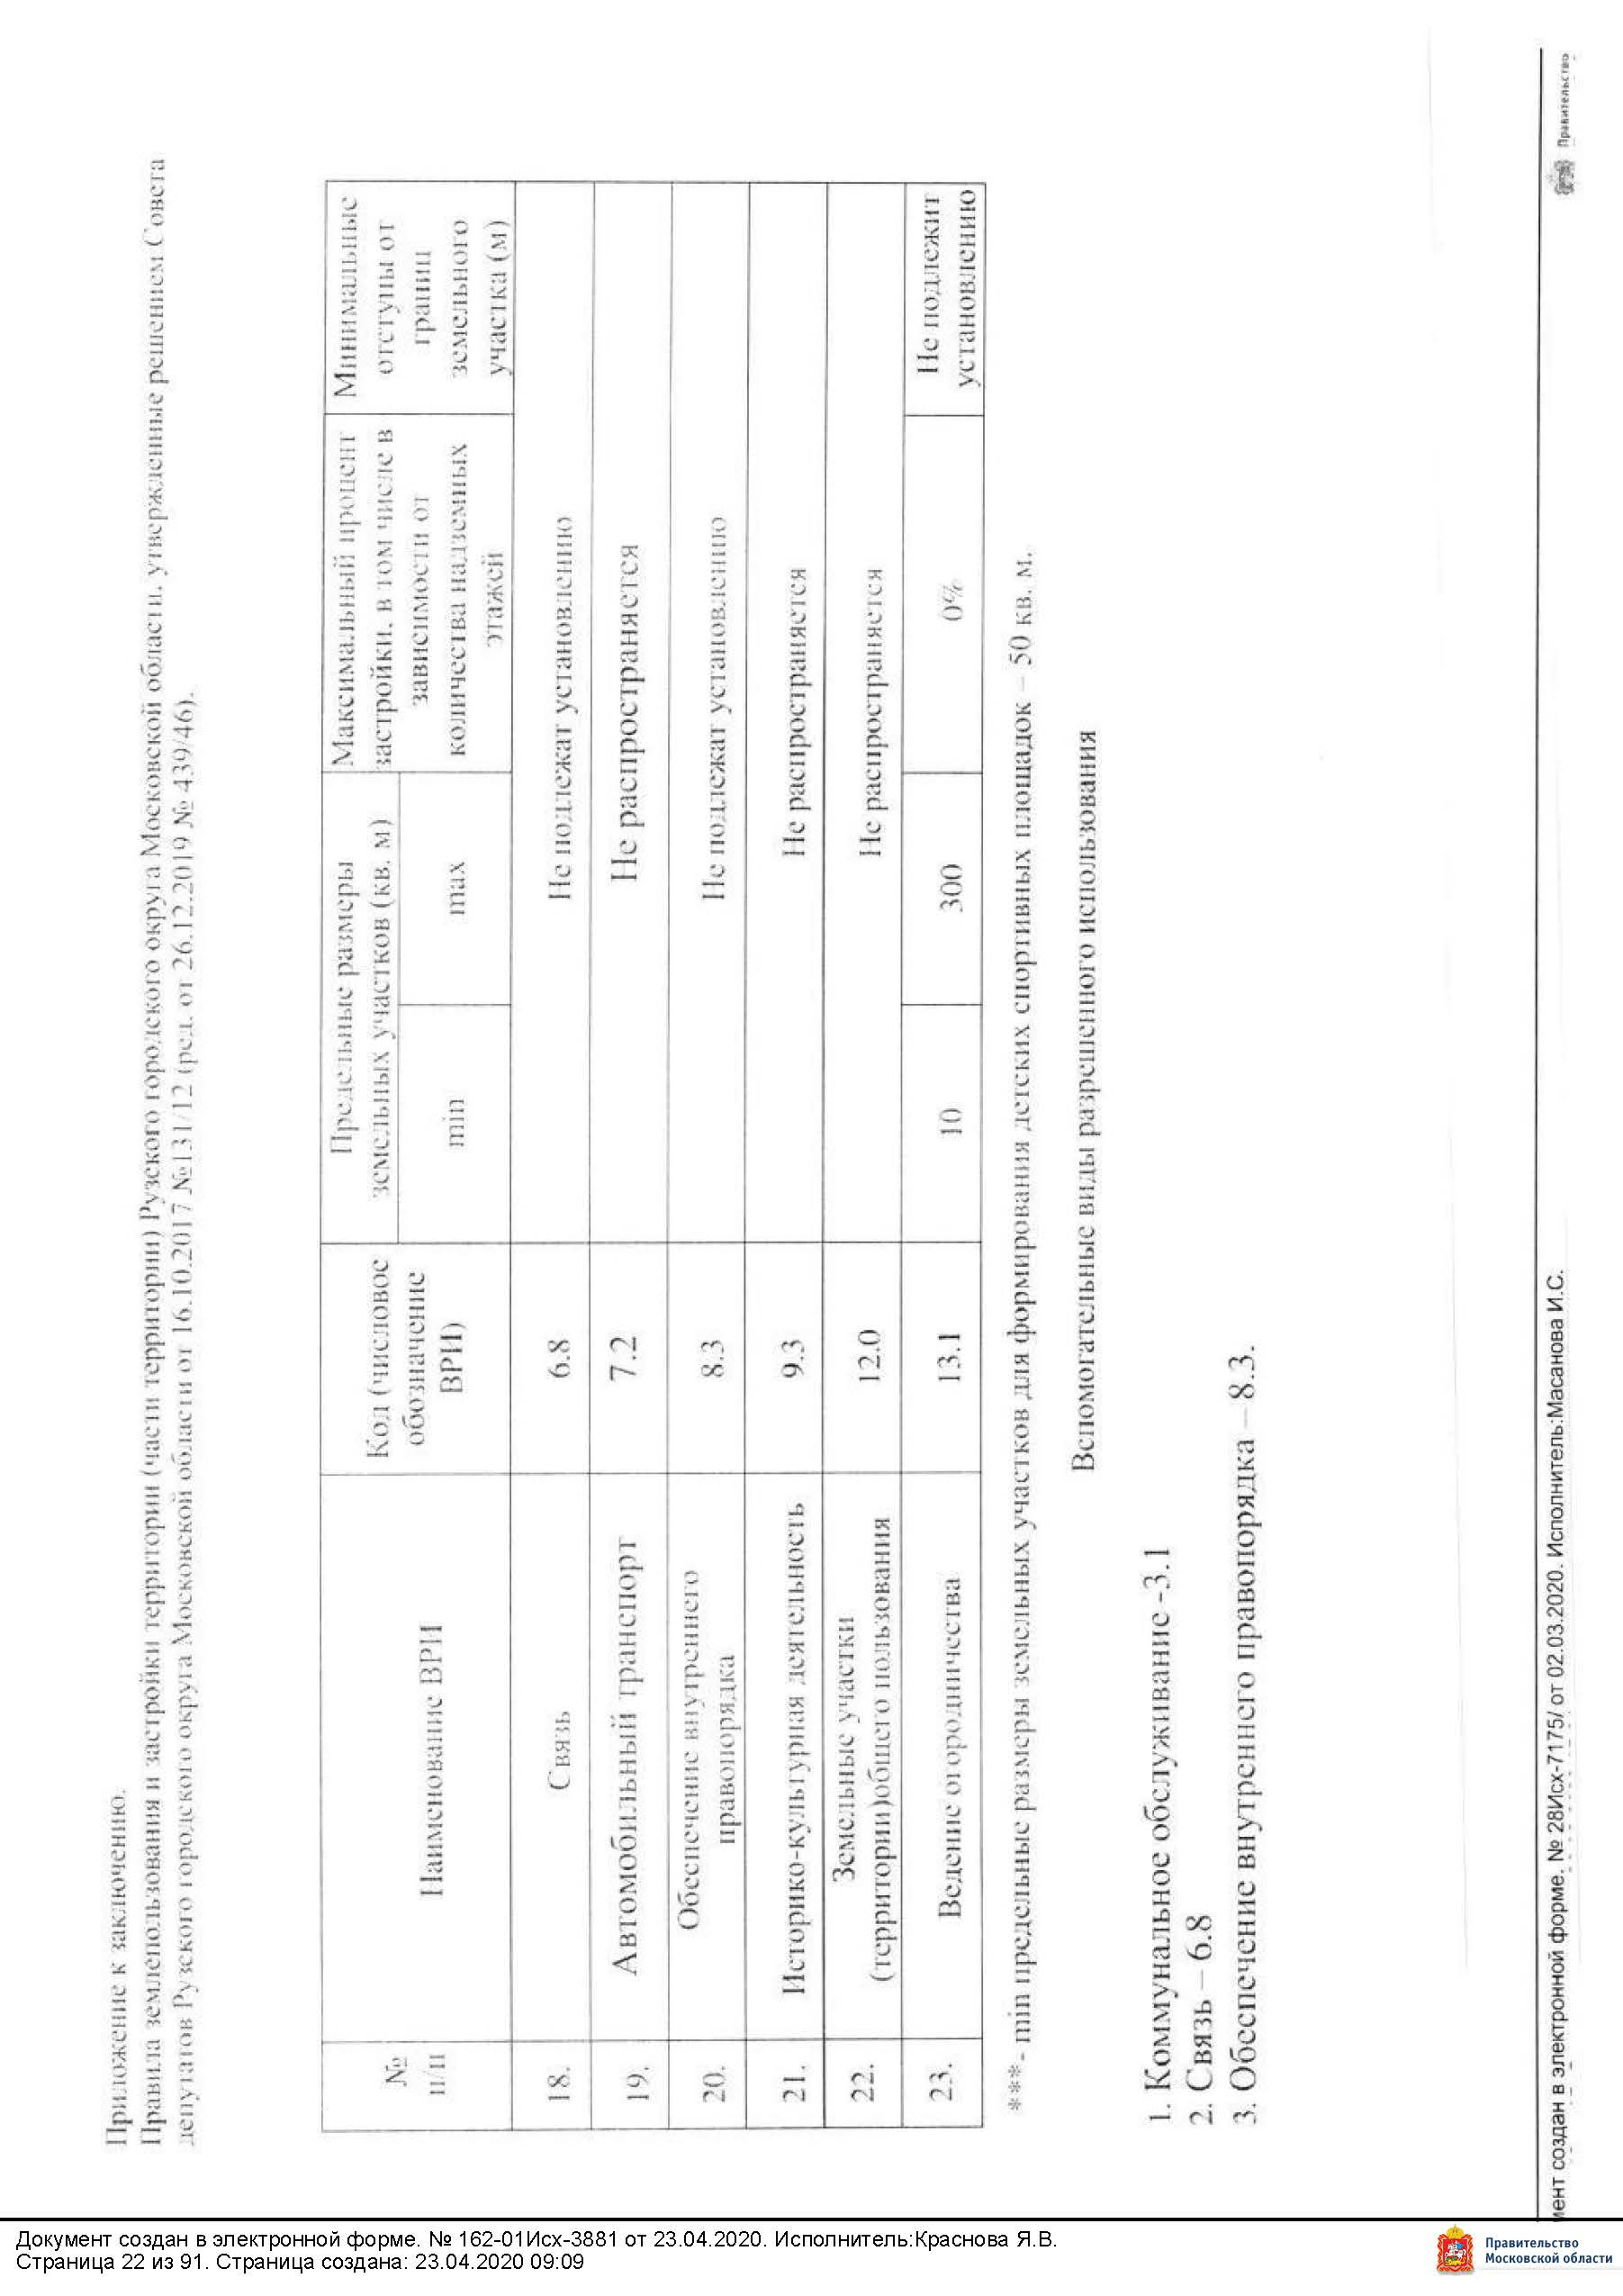 Приложение к заключению.
Правила землепользования и застройки территории (части территории) Рузского городского округа Московской области, утвержденные решением Совета
депутатов Рузского городского округа Московской области от 16.10.2017 №131/12 (ред. от 26.12.2019 № 439/46).
№ п/п
Наименование ВРИ
Код (числовое обозначение ВРИ)
Предельные размеры земельных участков (кв. м)
min
max
Максимальный процент застройки, в том числе в зависимости от количества надземных этажей
Минимальные отступы от границ земельного участка (м)
18. Связь 6.8 Не подлежат установлению
19. Автомобильный транспорт 7.2 Не распространяется
20. Обеспечение внутреннего правопорядка 8.3 Не подлежат установлению
21. Историко-культурная деятельность 9.3 Не распространяется
22. Земельные участки (территории)общего пользования 12.0 Не распространяется
23. Ведение огородничества 13.1 10 300 0% Не подлежит установлению
***- min предельные размеры земельных участков для формирования детских спортивных площадок – 50 кв. м.
Вспомогательные виды разрешенного использования
1. Коммунальное обслуживание -3.1
2. Связь – 6.8
3. Обеспечение внутреннего правопорядка – 8.3.
мент создан в электронной форме. № 28Исх-7175/ от 02.03.2020. Исполнитель:Масанова И.С.
Правительство
Документ создан в электронной форме. № 162-01Исх-3881 от 23.04.2020. Исполнитель:Краснова Я.В.
Страница 22 из 91. Страница создана: 23.04.2020 09:09
Правительство
Московской области